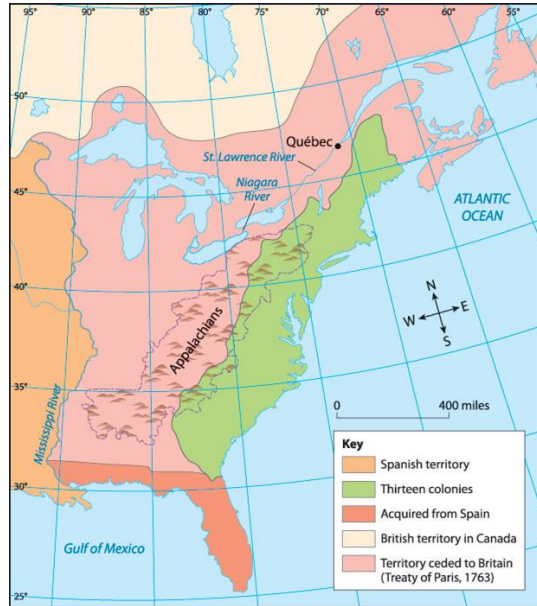 95°
90°
85°
80°
75°
70°
65°
60°
50°
Québec
St. Lawrence River
Niagara
River
45°
ATLANTIC
OCEAN
40°
N
W
E
S
Appalachians
35°
0
400 miles
Mississippi River
Key
Spanish territory
Thirteen colonies
Acquired from Spain
British territory in Canada
Territory ceded to Britain
(Treaty of Paris, 1763)
30°
Gulf of Mexico
25°